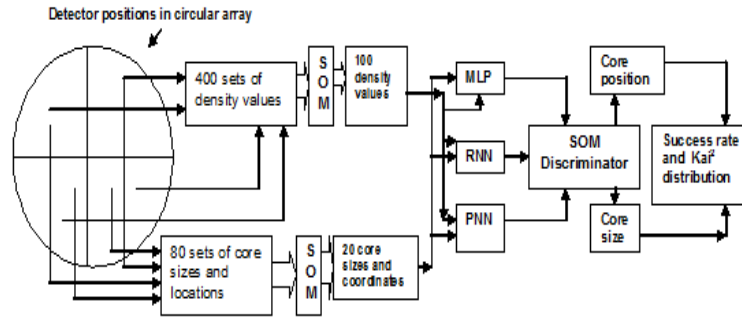 Detector positions in circular array
400 sets of
density values
S
O
M
100
density
values
MLP
RNN
PNN
SOM
Discriminator
Core
position
Success rate
and Kai²
distribution
Core
size
80 sets of core
sizes and
locations
S
O
M
20 core
sizes and
coordinates